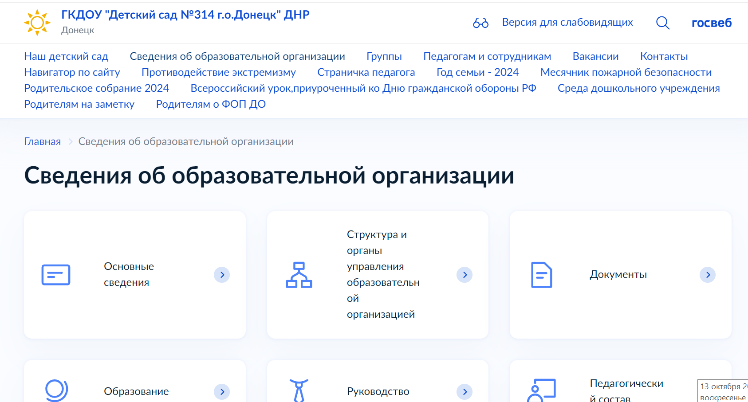 ГКДОУ "Детский сад №314 г.о.Донецк" ДНР
Донецк
Версия для слабовидящих
госвеб
Наш детский сад Сведения об образовательной организации Группы Педагогам и сотрудникам Вакансии Контакты
Навигатор по сайту Противодействие экстремизму Страничка педагога Год семьи - 2024 Месячник пожарной безопасности
Родительское собрание 2024 Всероссийский урок,приуроченный ко Дню гражданской обороны РФ Среда дошкольного учреждения
Родителям на заметку Родителям о ФОП ДО
Главная Сведения об образовательной организации
Сведения об образовательной организации
Основные
сведения
Структура и
органы
управления
образовательн
ой
организацией
Документы
Образование
Руководство
Педагогически
й состав
13 октября
воскресенье